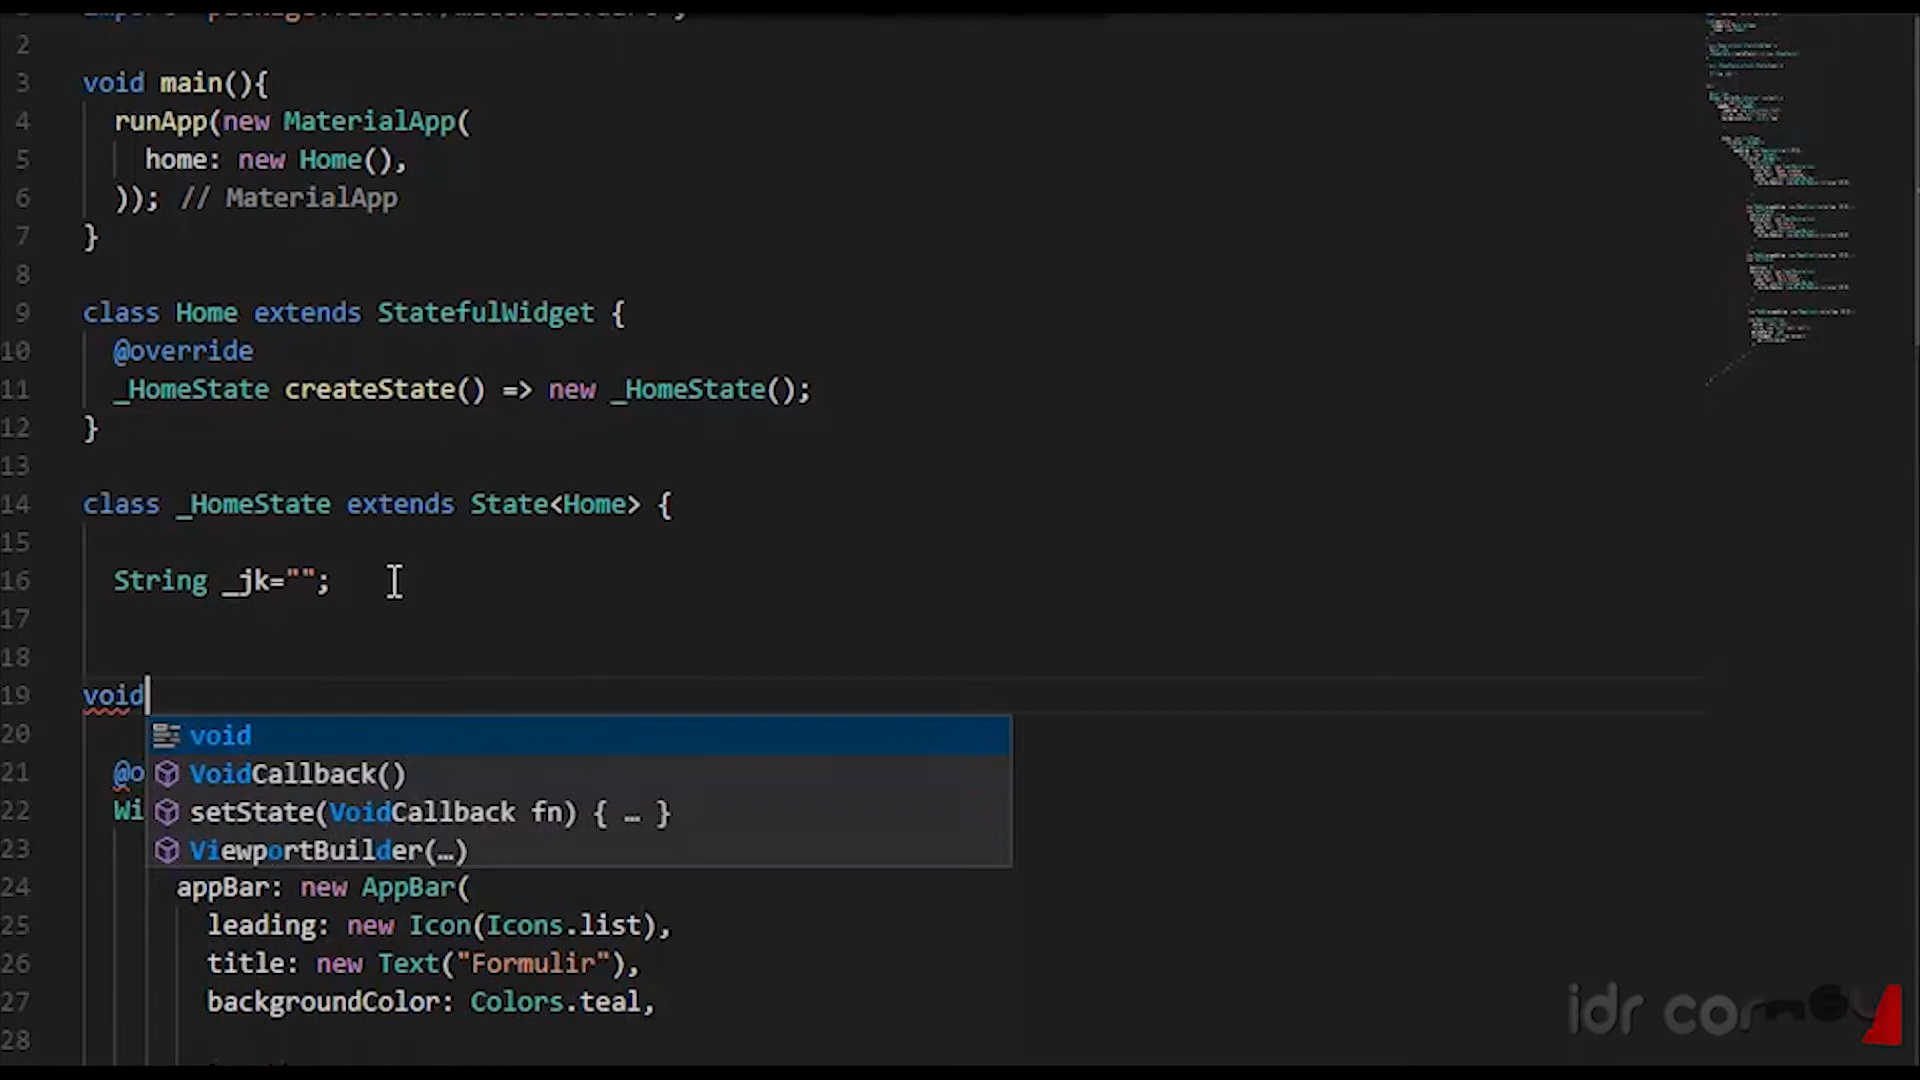 2
3 void main(){
4 runApp(new MaterialApp(
5 home: new Home(),
6 )); // MaterialApp
7 }
8
9 class Home extends StatefulWidget {
10 @override
11 _HomeState createState() => new _HomeState();
12 }
13
14 class _HomeState extends State<Home> {
15
16 String _jk="";
17
18
19 void
20 void
21 @o VoidCallback()
22 Wi setState(VoidCallback fn) { … }
23 ViewportBuilder(…)
24 appBar: new AppBar(
25 leading: new Icon(Icons.list),
26 title: new Text("Formulir"),
27 backgroundColor: Colors.teal,
28
idr